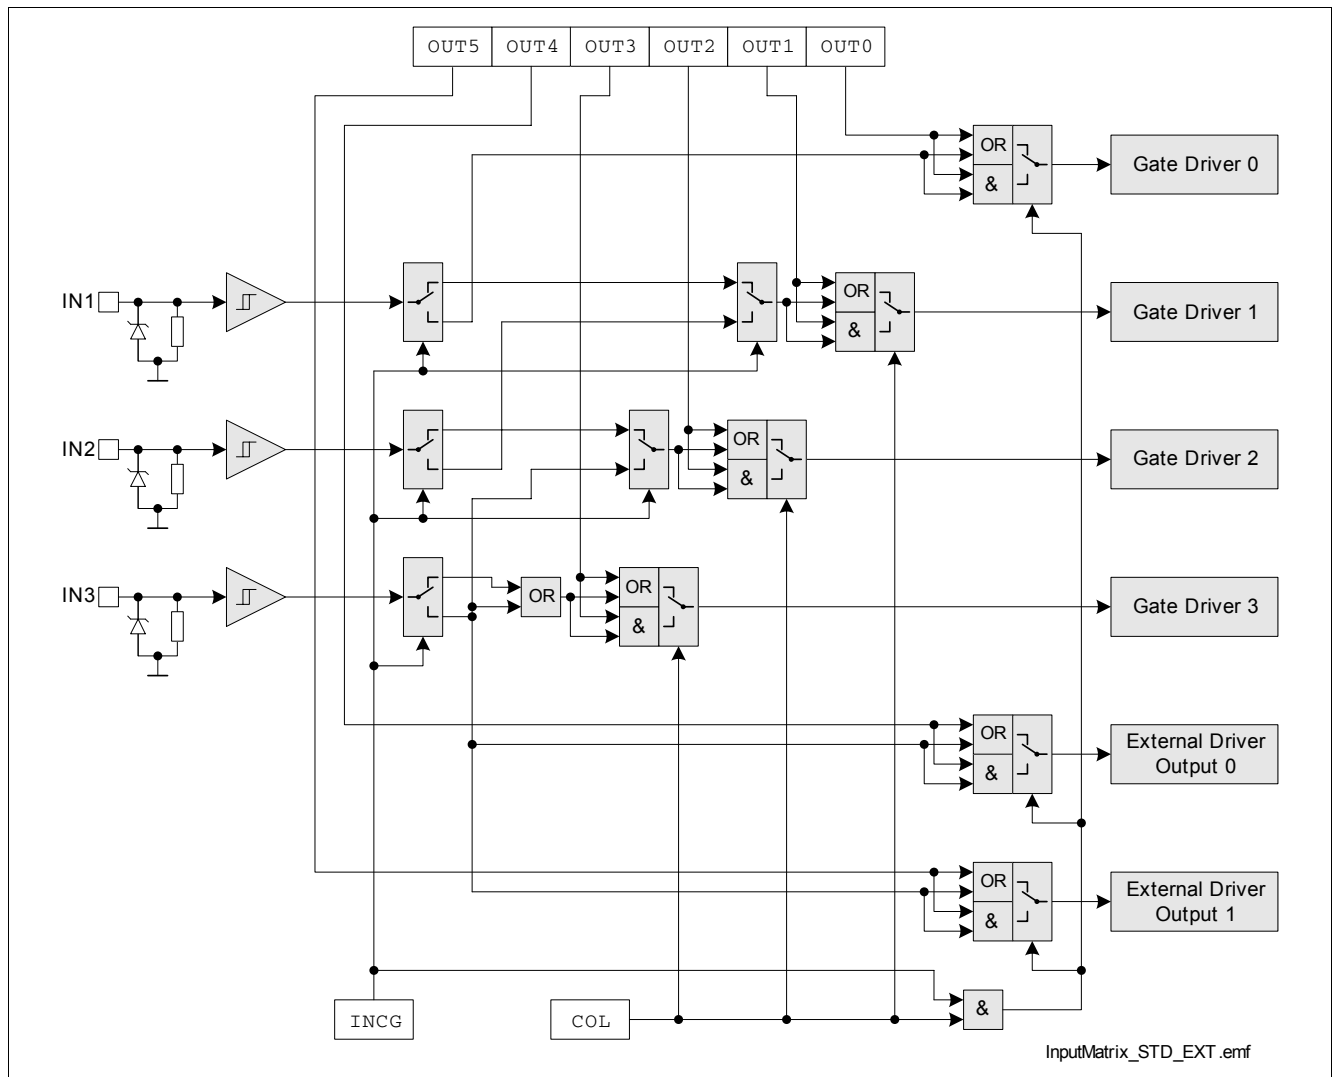 OUT5 OUT4 OUT3 OUT2 OUT1 OUT0
OR
&
Gate Driver 0
IN1
OR
&
Gate Driver 1
IN2
OR
&
Gate Driver 2
IN3
OR
OR
&
Gate Driver 3
OR
&
External Driver
Output 0
OR
&
External Driver
Output 1
INCG
COL
&
InputMatrix_STD_EXT.emf